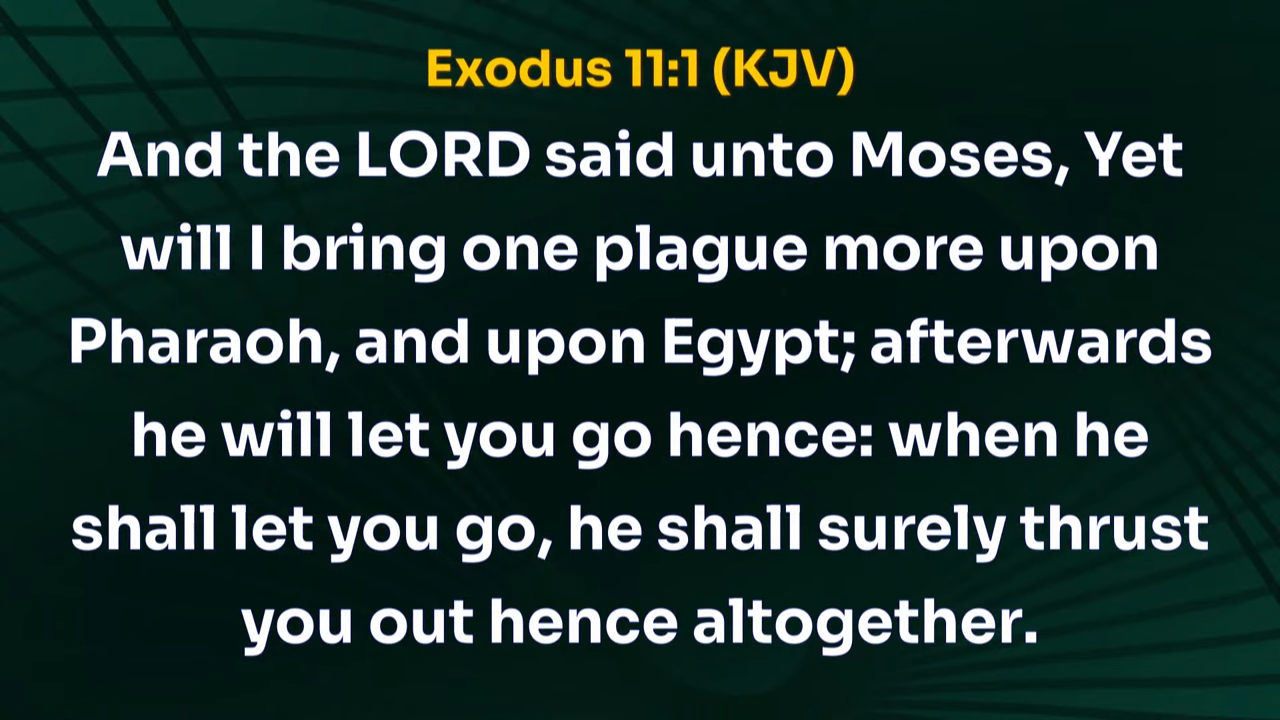 Exodus 11:1 (KJV)
And the LORD said unto Moses, Yet
will I bring one plague more upon
Pharaoh, and upon Egypt; afterwards
he will let you go hence: when he
shall let you go, he shall surely thrust
you out hence altogether.